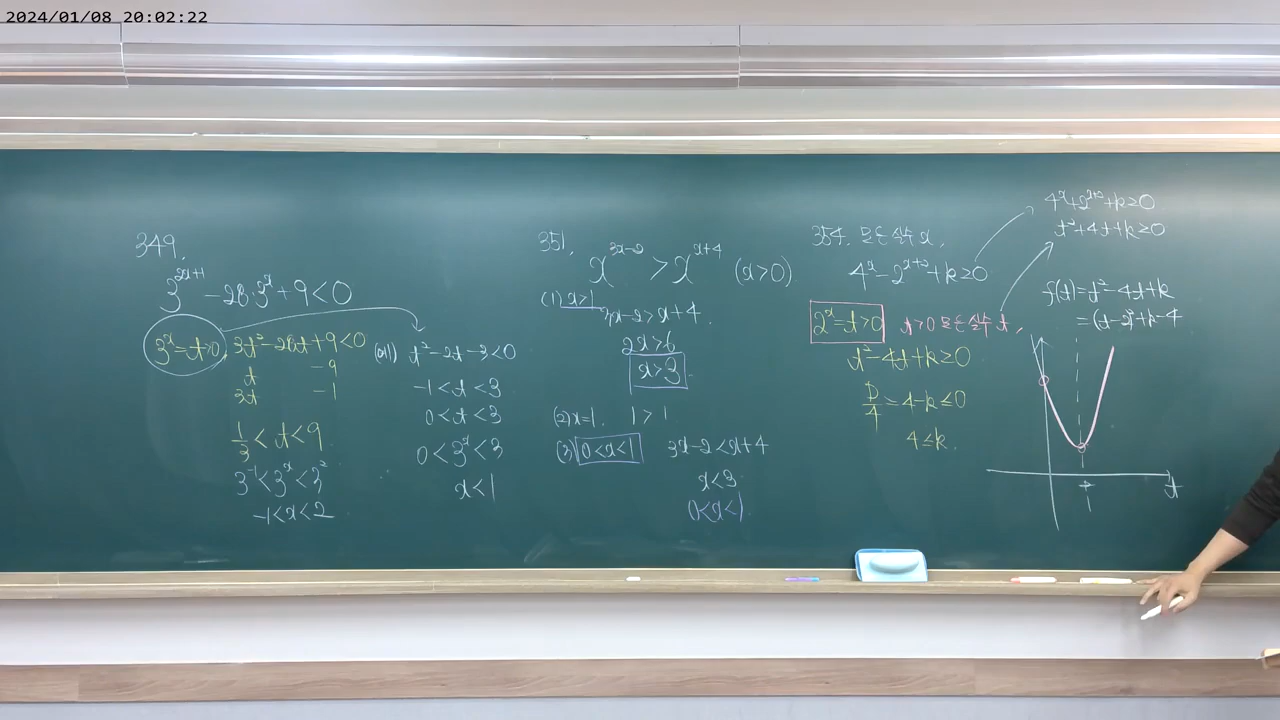 2024/01/08 20:02:22
349.
3^{2x+1} - 28·3^x + 9 < 0
3^x = t > 0
3t² - 28t + 9 < 0
t -9
3t -1
1/3 < t < 9
3^{-1} < 3^x < 3²
-1 < x < 2
t² - 2t - 3 < 0
-1 < t < 3
0 < t < 3
0 < 3^x < 3
x < 1
351.
x^{3x-2} > x^{x+4} (x>0)
(1) x>1
3x-2 > x+4.
2x > 6
x > 3
(2) x=1. 1 > 1
(3) 0<x<1 3x-2 < x+4
x < 3
0<x<1
354. 모든 실수 x.
4^x - 2^{x+2} + k ≥ 0
2^x = t > 0 t>0 모든 실수 t,
t² - 4t + k ≥ 0
D/4 = 4 - k ≤ 0
4 ≤ k.
4^x + 2^{x+2} + k ≥ 0
t² + 4t + k ≥ 0
f(t) = t² - 4t + k
= (t-2)² + k - 4
t